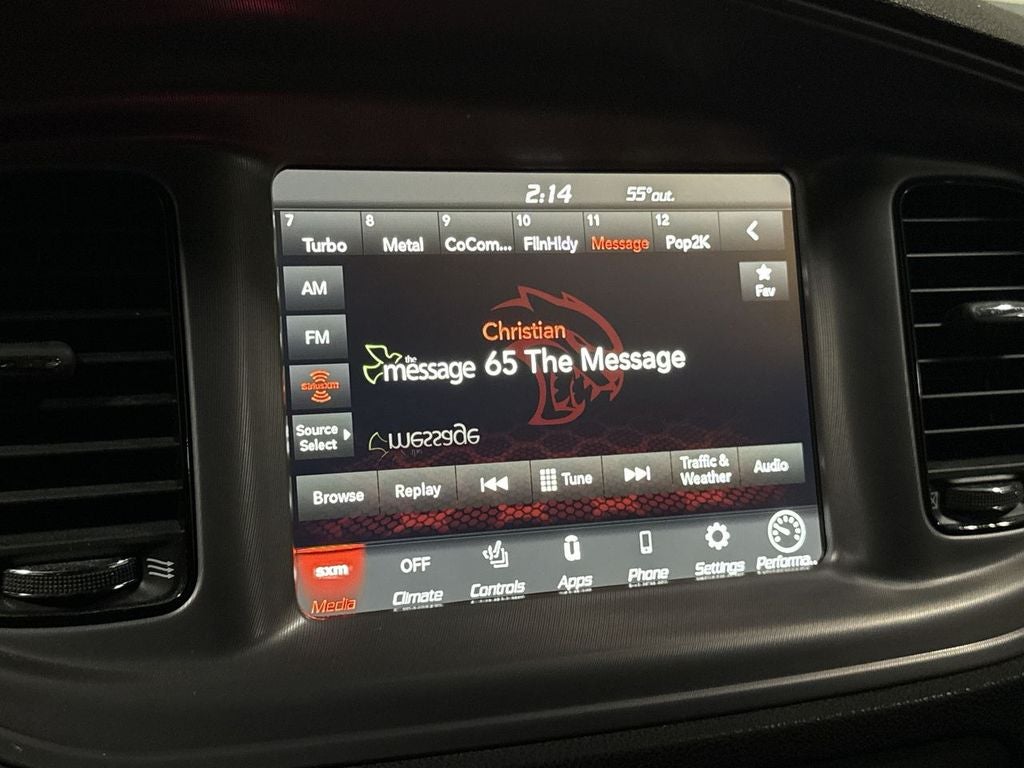 2:14 55°out.
7 8 9 10 11 12
Turbo Metal CoCom... FlnHldy Message Pop2K
AM
Fav
FM
Christian
the message 65 The Message
SiriusXM
Source
Select
message
Browse Replay Tune Traffic & Weather Audio
sxm OFF
Media Climate Controls Apps Phone Settings Performa...